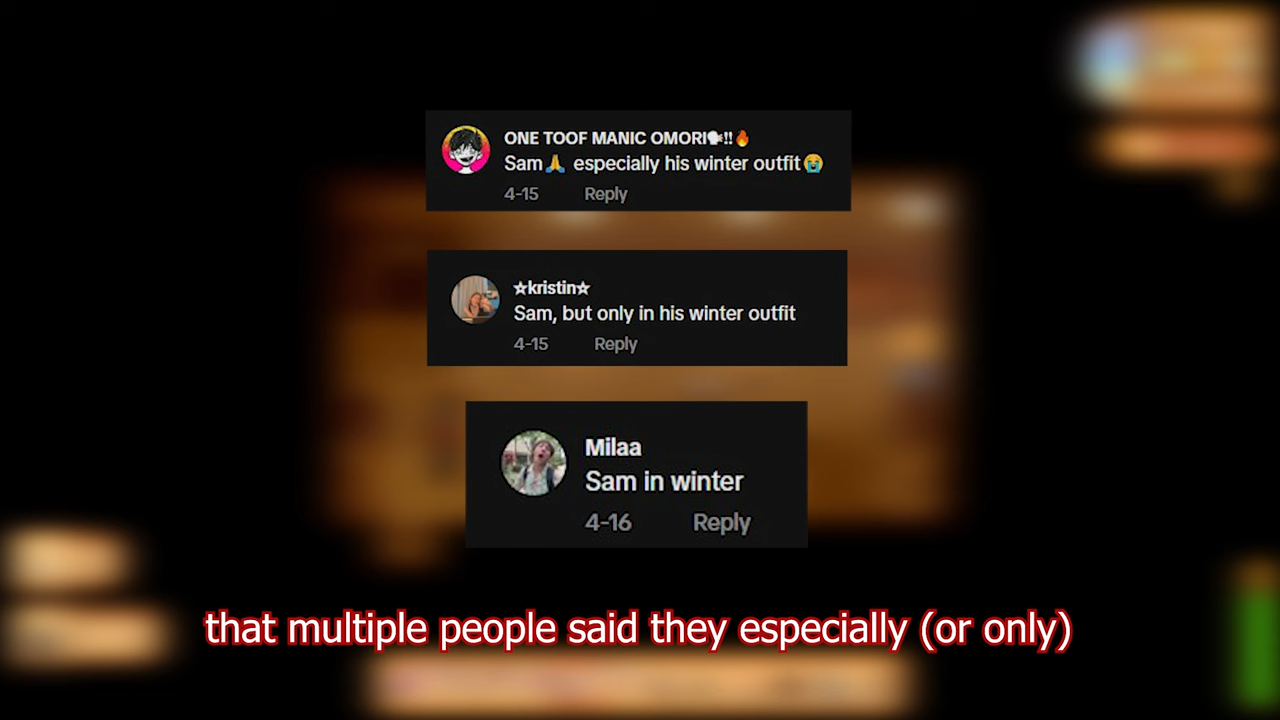 ONE TOOF MANIC OMORI🗣‼️🔥
Sam🙏 especially his winter outfit😭
4-15 Reply
☆kristin☆
Sam, but only in his winter outfit
4-15 Reply
Milaa
Sam in winter
4-16 Reply
that multiple people said they especially (or only)